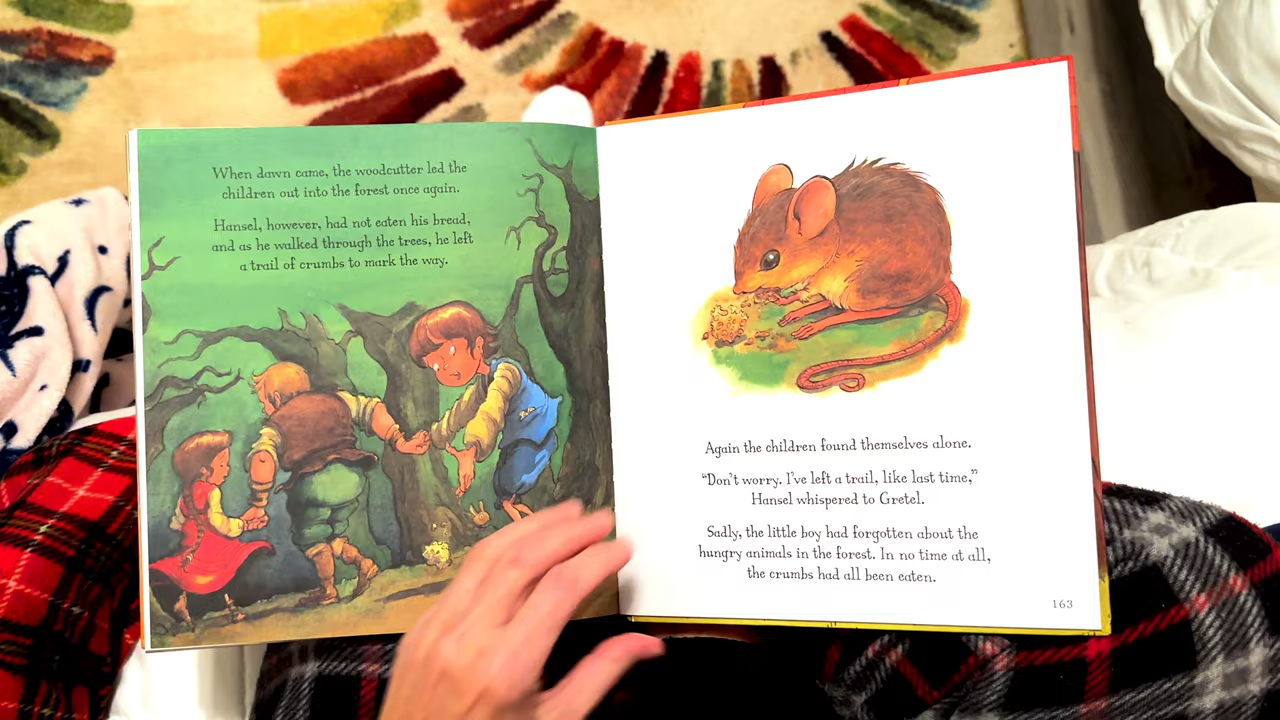 When dawn came, the woodcutter led the
children out into the forest once again.
Hansel, however, had not eaten his bread,
and as he walked through the trees, he left
a trail of crumbs to mark the way.
Again the children found themselves alone.
“Don’t worry. I’ve left a trail, like last time,”
Hansel whispered to Gretel.
Sadly, the little boy had forgotten about the
hungry animals in the forest. In no time at all,
the crumbs had all been eaten.
163